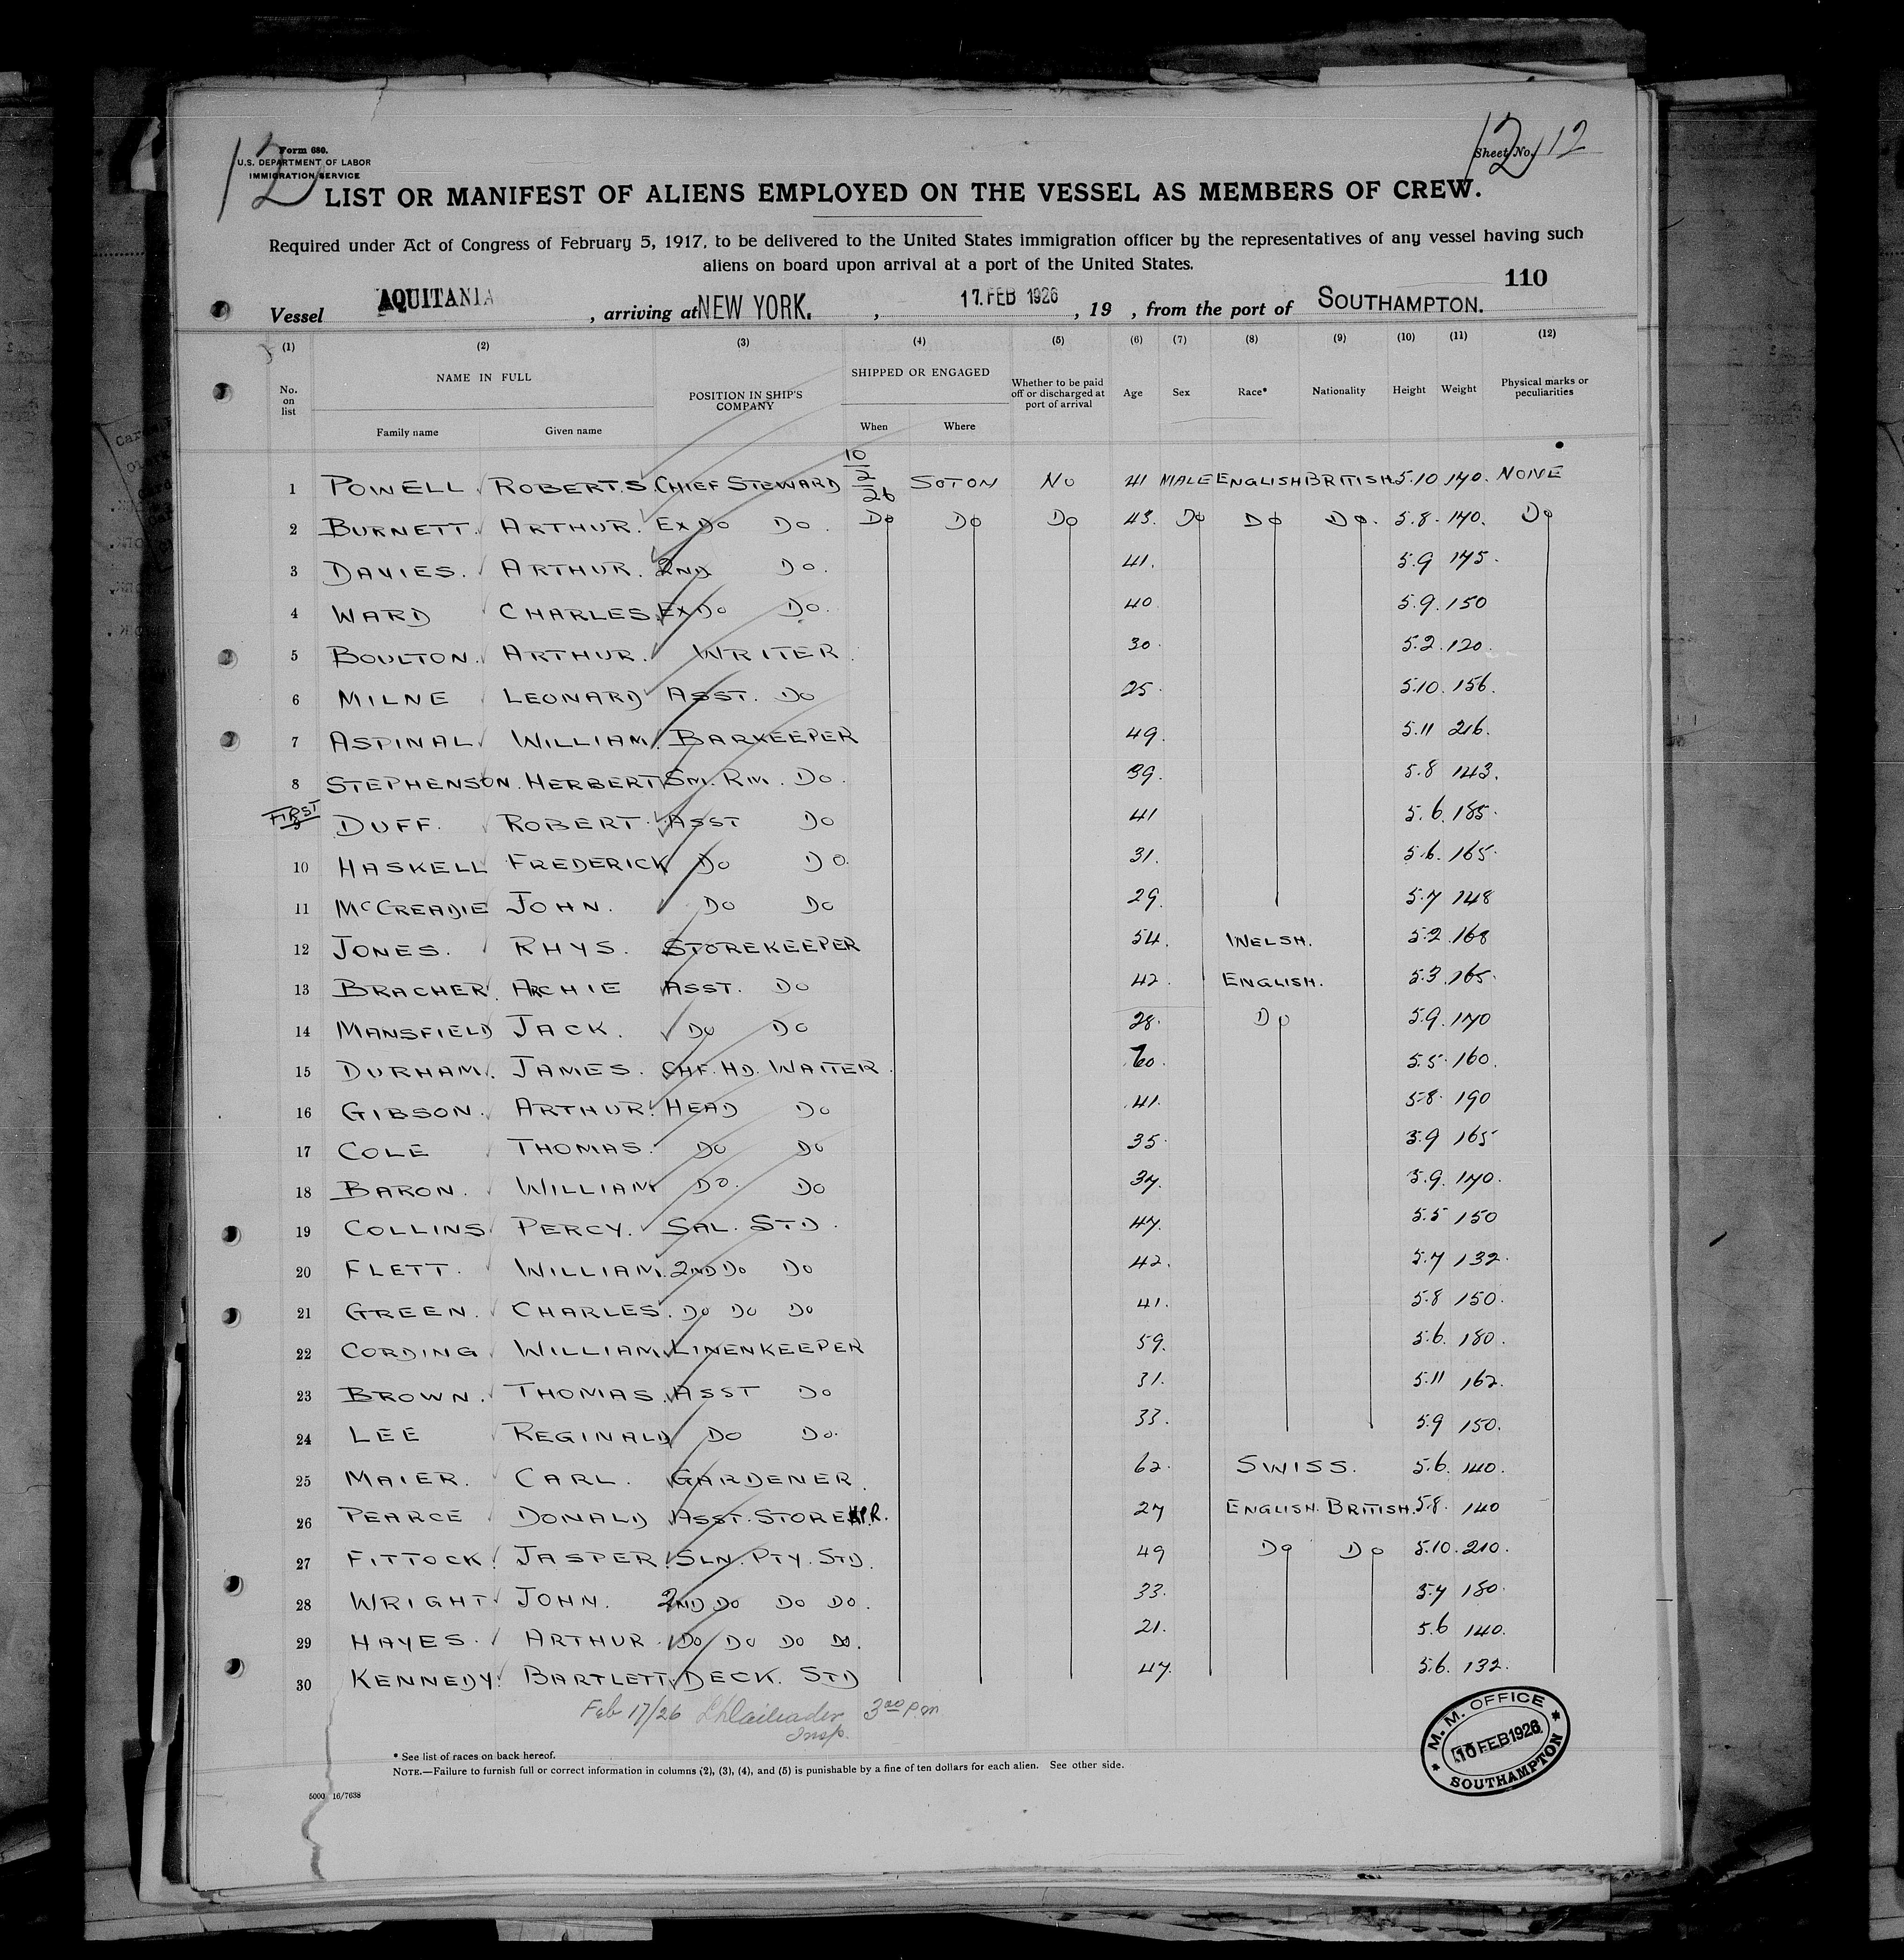 12
Form 680.
U.S. DEPARTMENT OF LABOR
IMMIGRATION SERVICE
Sheet No. 12
12
LIST OR MANIFEST OF ALIENS EMPLOYED ON THE VESSEL AS MEMBERS OF CREW.
Required under Act of Congress of February 5, 1917, to be delivered to the United States immigration officer by the representatives of any vessel having such
aliens on board upon arrival at a port of the United States.
110
Vessel AQUITANIA, arriving at NEW YORK., 17. FEB 1926, 19 , from the port of SOUTHAMPTON.
(1) (2) (3) (4) (5) (6) (7) (8) (9) (10) (11) (12)
No. on list NAME IN FULL Family name Given name POSITION IN SHIP'S COMPANY SHIPPED OR ENGAGED When Where Whether to be paid off or discharged at port of arrival Age Sex Race* Nationality Height Weight Physical marks or peculiarities
1 POWELL ROBERT.S. CHIEF STEWARD 10/2/26 SOTON NO 41 MALE ENGLISH BRITISH 5.10 140. NONE
2 BURNETT. ARTHUR. EX DO DO. DO DO DO 43. DO DO DO. 5.8. 170. DO
3 DAVIES. ARTHUR. 2ND DO. 41. 5.9 175.
4 WARD CHARLES EX DO DO. 40. 5.9. 150
5 BOULTON. ARTHUR. WRITER. 30. 5.2. 120.
6 MILNE LEONARD ASST. DO 25. 5.10. 156.
7 ASPINAL WILLIAM. BARKEEPER 49. 5.11 216.
8 STEPHENSON. HERBERT SM. RM. DO. 39. 5.8 143.
FIRST
9 DUFF. ROBERT. ASST DO 41 5.6. 185.
10 HASKELL FREDERICK DO DO. 31. 5.6. 165.
11 MCCREADIE JOHN. DO DO 29. 5.7 148
12 JONES. RHYS. STOREKEEPER 54. WELSH. 5.2. 168
13 BRACHER. ARCHIE ASST. DO 42. ENGLISH. 5.3. 165.
14 MANSFIELD JACK. DO DO 28. DO 5.9. 170
15 DURHAM. JAMES. CHF. HD. WAITER. 60. 5.5. 160.
16 GIBSON. ARTHUR. HEAD DO 41. 5.8. 190
17 COLE THOMAS. DO DO 35. 5.9 165
18 BARON. WILLIAM DO. DO 37. 5.9. 170.
19 COLLINS PERCY. SAL. STD. 47. 5.5 150
20 FLETT. WILLIAM. 2ND DO DO 42. 5.7 132.
21 GREEN. CHARLES. DO DO DO 41. 5.8 150.
22 CORDING WILLIAM. LINENKEEPER 59. 5.6. 180.
23 BROWN. THOMAS. ASST DO 31. 5.11 162.
24 LEE REGINALD DO DO. 33. 5.9 150.
25 MAIER. CARL. GARDENER. 62. SWISS. 5.6. 140.
26 PEARCE DONALD ASST. STOREKPR. 27 ENGLISH. BRITISH. 5.8. 140
27 FITTOCK. JASPER. SLN. PTY. STD. 49 DO DO 5.10. 210.
28 WRIGHT JOHN. 2ND DO DO DO. 33. 5.7 180.
29 HAYES. ARTHUR. DO DO DO DO. 21. 5.6 140.
30 KENNEDY. BARTLETT DECK. STD 47. 5.6. 132.
Feb 17/26 3 00 P.m
Insp.
* See list of races on back hereof.
NOTE.—Failure to furnish full or correct information in columns (2), (3), (4), and (5) is punishable by a fine of ten dollars for each alien. See other side.
5000 16/7638
M. M. OFFICE
10 FEB 1926
SOUTHAMPTON